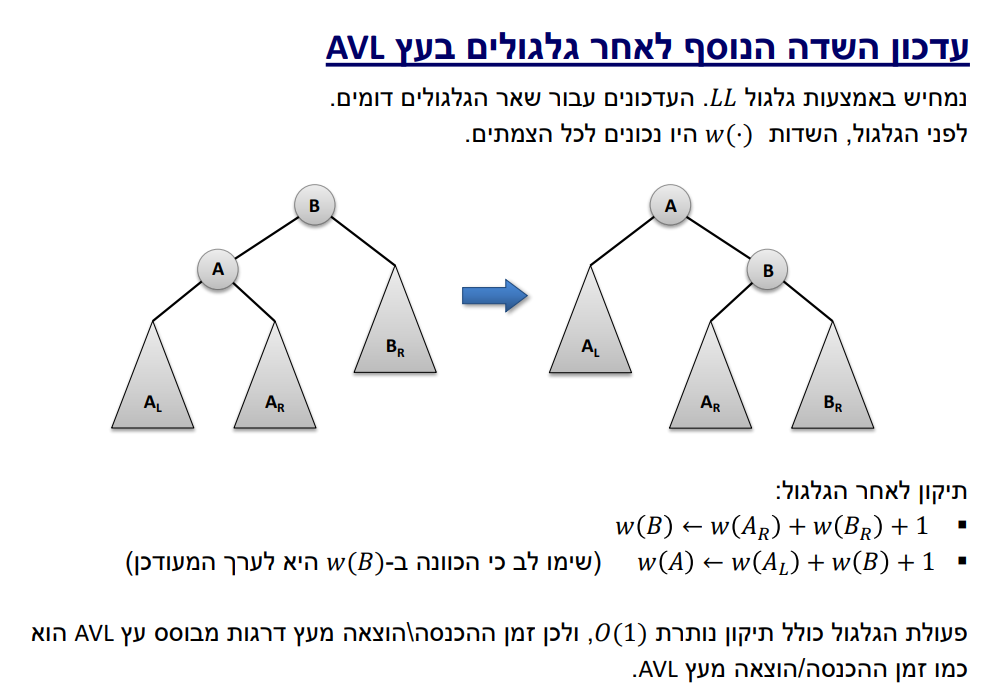 עדכון השדה הנוסף לאחר גלגולים בעץ AVL
נמחיש באמצעות גלגול LL. העדכונים עבור שאר הגלגולים דומים.
לפני הגלגול, השדות w(·) היו נכונים לכל הצמתים.
B
A
A_L
A_R
B_R
A
B
A_L
A_R
B_R
תיקון לאחר הגלגול:
▪ w(B) ← w(A_R) + w(B_R) + 1
▪ w(A) ← w(A_L) + w(B) + 1 (שימו לב כי הכוונה ב-w(B) היא לערך המעודכן)
פעולת הגלגול כולל תיקון נותרת O(1), ולכן זמן ההכנסה\הוצאה מעץ דרגות מבוסס עץ AVL הוא
כמו זמן ההכנסה/הוצאה מעץ AVL.